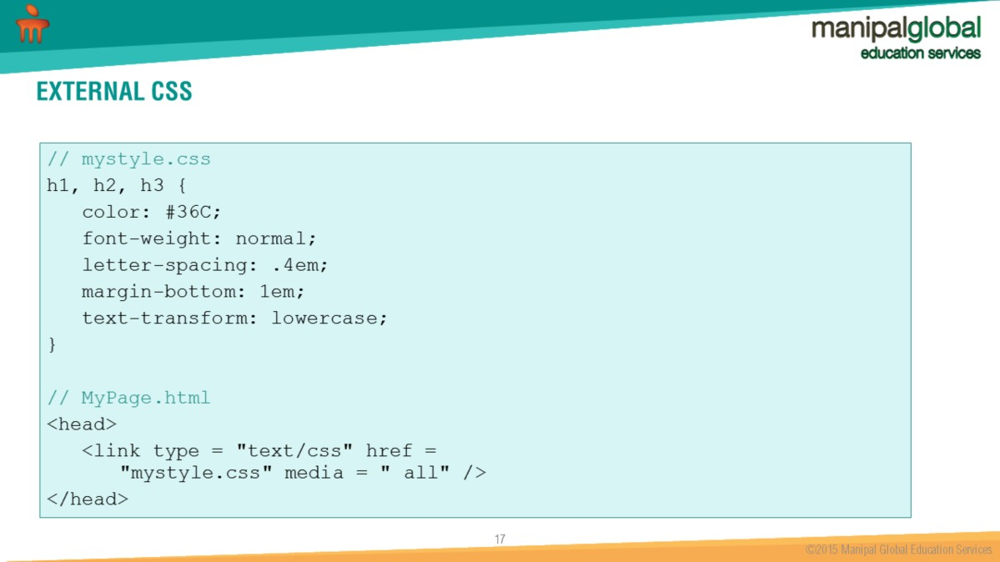 manipalglobal
education services
EXTERNAL CSS
// mystyle.css
h1, h2, h3 {
color: #36C;
font-weight: normal;
letter-spacing: .4em;
margin-bottom: 1em;
text-transform: lowercase;
}
// MyPage.html
<head>
<link type = "text/css" href =
"mystyle.css" media = " all" />
</head>
17
©2015 Manipal Global Education Services